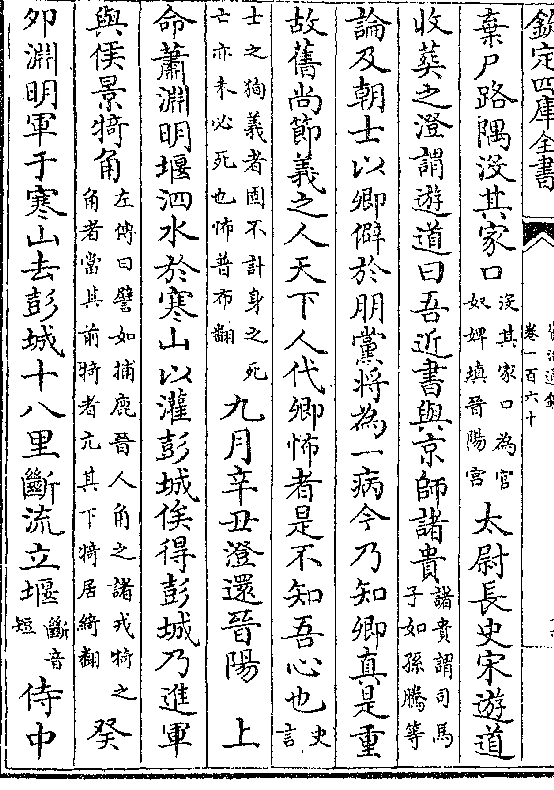 欽定四庫全書
卷一百六十
棄尸路隅沒其家口沒其家口為官奴婢填晉陽宮太尉長史宋遊道
收葬之澄謂遊道曰吾近書與京師諸貴諸貴謂司馬子如孫騰等
論及朝士以卿僻於朋黨將為一病今乃知卿真是重
故舊尚節義之人天下人代卿怖者是不知吾心也史言
士之狥義者固不計身之死亡亦未必死也怖普布翻九月辛丑澄還晉陽 上
命蕭淵明堰泗水於寒山以灌彭城俟得彭城乃進軍
與侯景犄角左傳曰譬如捕鹿晉人角之諸戎犄之角者當其前犄者亢其下犄居綺翻癸
夘淵明軍于寒山去彭城十八里斷流立堰斷音短侍中